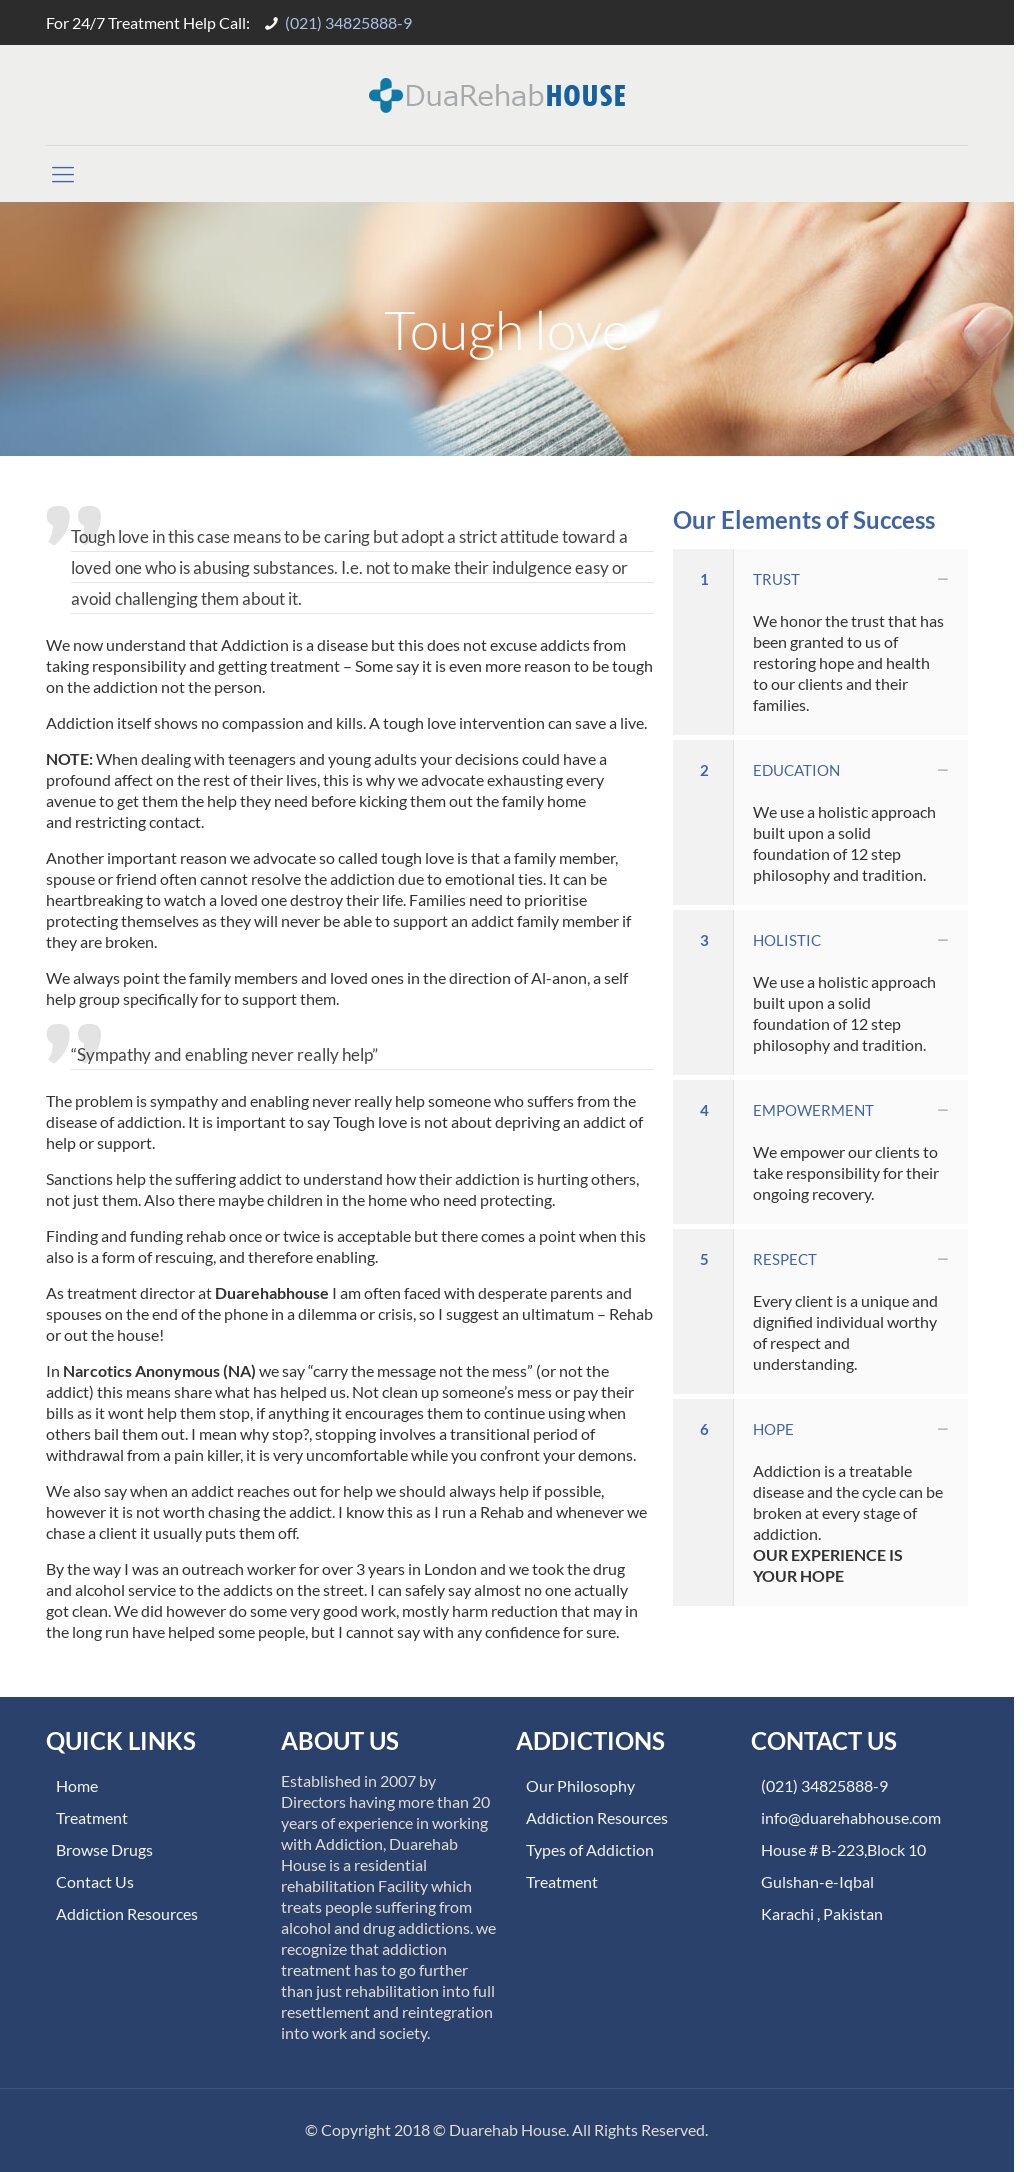 For 24/7 Treatment Help Call: (021) 34825888-9
DuaRehabHOUSE
Tough love
Tough love in this case means to be caring but adopt a strict attitude toward a
loved one who is abusing substances. I.e. not to make their indulgence easy or
avoid challenging them about it.
We now understand that Addiction is a disease but this does not excuse addicts from
taking responsibility and getting treatment – Some say it is even more reason to be tough
on the addiction not the person.
Addiction itself shows no compassion and kills. A tough love intervention can save a live.
NOTE: When dealing with teenagers and young adults your decisions could have a
profound affect on the rest of their lives, this is why we advocate exhausting every
avenue to get them the help they need before kicking them out the family home
and restricting contact.
Another important reason we advocate so called tough love is that a family member,
spouse or friend often cannot resolve the addiction due to emotional ties. It can be
heartbreaking to watch a loved one destroy their life. Families need to prioritise
protecting themselves as they will never be able to support an addict family member if
they are broken.
We always point the family members and loved ones in the direction of Al-anon, a self
help group specifically for to support them.
“Sympathy and enabling never really help”
The problem is sympathy and enabling never really help someone who suffers from the
disease of addiction. It is important to say Tough love is not about depriving an addict of
help or support.
Sanctions help the suffering addict to understand how their addiction is hurting others,
not just them. Also there maybe children in the home who need protecting.
Finding and funding rehab once or twice is acceptable but there comes a point when this
also is a form of rescuing, and therefore enabling.
As treatment director at Duarehabhouse I am often faced with desperate parents and
spouses on the end of the phone in a dilemma or crisis, so I suggest an ultimatum – Rehab
or out the house!
In Narcotics Anonymous (NA) we say “carry the message not the mess” (or not the
addict) this means share what has helped us. Not clean up someone’s mess or pay their
bills as it wont help them stop, if anything it encourages them to continue using when
others bail them out. I mean why stop?, stopping involves a transitional period of
withdrawal from a pain killer, it is very uncomfortable while you confront your demons.
We also say when an addict reaches out for help we should always help if possible,
however it is not worth chasing the addict. I know this as I run a Rehab and whenever we
chase a client it usually puts them off.
By the way I was an outreach worker for over 3 years in London and we took the drug
and alcohol service to the addicts on the street. I can safely say almost no one actually
got clean. We did however do some very good work, mostly harm reduction that may in
the long run have helped some people, but I cannot say with any confidence for sure.
Our Elements of Success
1 TRUST
We honor the trust that has
been granted to us of
restoring hope and health
to our clients and their
families.
2 EDUCATION
We use a holistic approach
built upon a solid
foundation of 12 step
philosophy and tradition.
3 HOLISTIC
We use a holistic approach
built upon a solid
foundation of 12 step
philosophy and tradition.
4 EMPOWERMENT
We empower our clients to
take responsibility for their
ongoing recovery.
5 RESPECT
Every client is a unique and
dignified individual worthy
of respect and
understanding.
6 HOPE
Addiction is a treatable
disease and the cycle can be
broken at every stage of
addiction.
OUR EXPERIENCE IS
YOUR HOPE
QUICK LINKS
Home
Treatment
Browse Drugs
Contact Us
Addiction Resources
ABOUT US
Established in 2007 by
Directors having more than 20
years of experience in working
with Addiction, Duarehab
House is a residential
rehabilitation Facility which
treats people suffering from
alcohol and drug addictions. we
recognize that addiction
treatment has to go further
than just rehabilitation into full
resettlement and reintegration
into work and society.
ADDICTIONS
Our Philosophy
Addiction Resources
Types of Addiction
Treatment
CONTACT US
(021) 34825888-9
info@duarehabhouse.com
House # B-223,Block 10
Gulshan-e-Iqbal
Karachi , Pakistan
© Copyright 2018 © Duarehab House. All Rights Reserved.